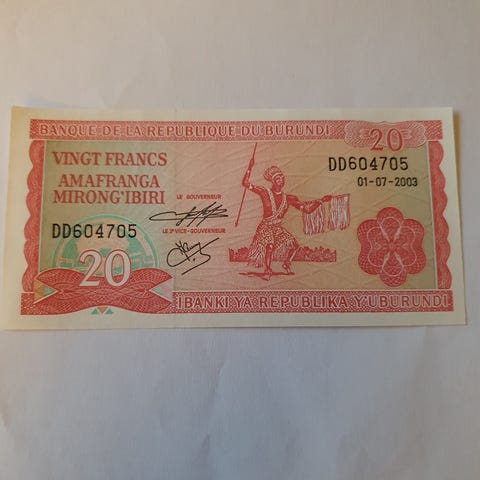 BANQUE DE LA REPUBLIQUE DU BURUNDI
20
VINGT FRANCS
AMAFRANGA
MIRONG'IBIRI
DD604705
01-07-2003
LE GOUVERNEUR
LE 2e VICE-GOUVERNEUR
DD604705
20
IBANKI YA REPUBLIKA Y'UBURUNDI